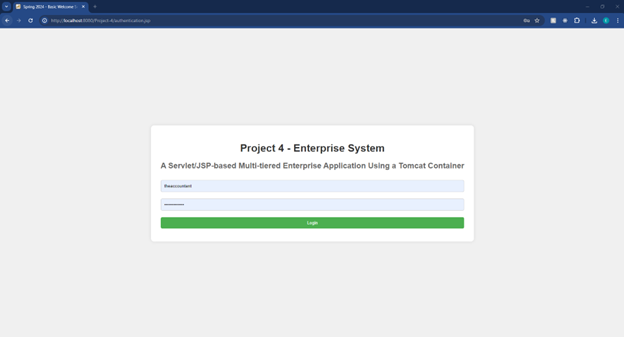 Spring 2024 - Basic Welcome S
http://localhost:8080/Project-4/authentication.jsp
Project 4 - Enterprise System
A Servlet/JSP-based Multi-tiered Enterprise Application Using a Tomcat Container
theaccountant
Login